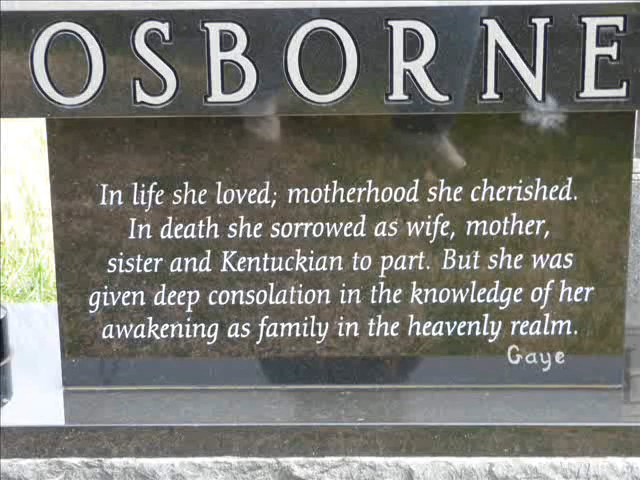 OSBORNE
In life she loved; motherhood she cherished.
In death she sorrowed as wife, mother,
sister and Kentuckian to part. But she was
given deep consolation in the knowledge of her
awakening as family in the heavenly realm.
Gaye